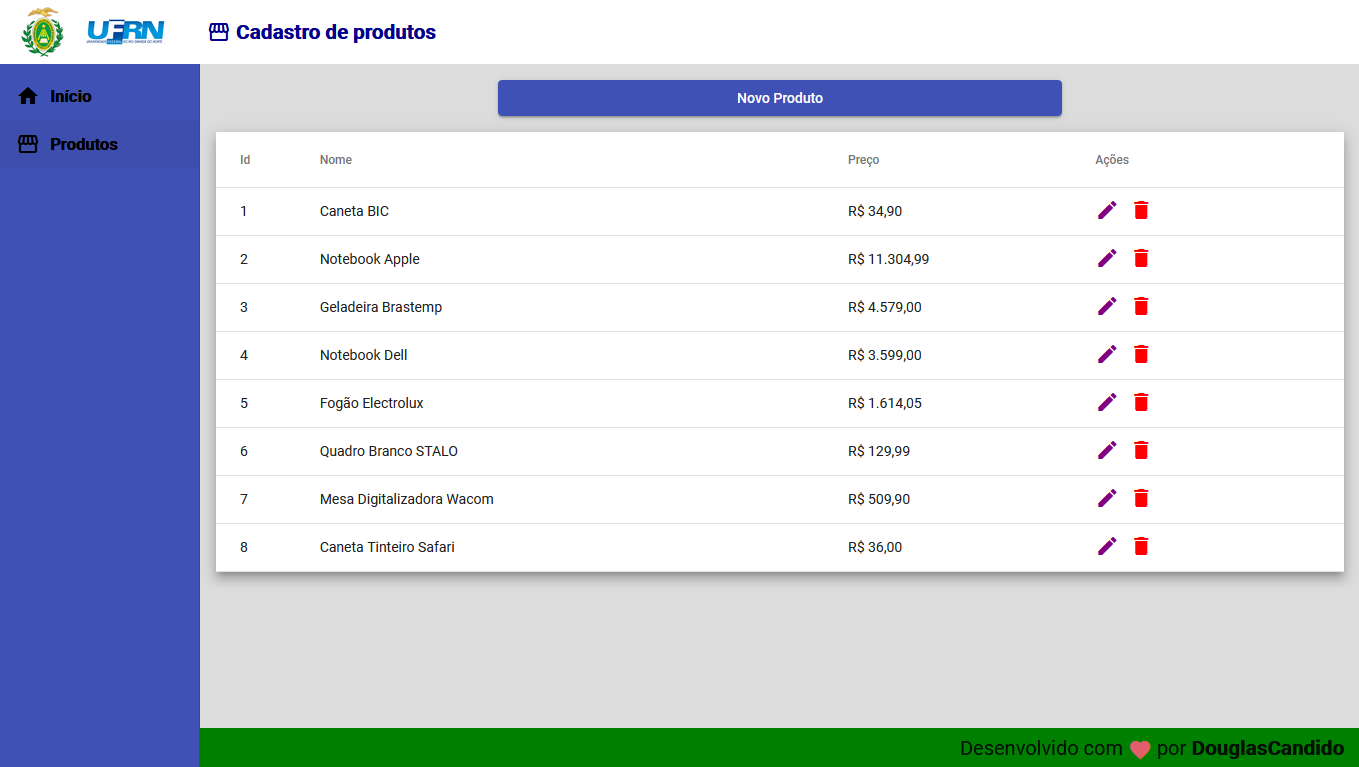 UFRN
Cadastro de produtos
Início
Produtos
Novo Produto
Id Nome Preço Ações
1 Caneta BIC R$ 34,90
2 Notebook Apple R$ 11.304,99
3 Geladeira Brastemp R$ 4.579,00
4 Notebook Dell R$ 3.599,00
5 Fogão Electrolux R$ 1.614,05
6 Quadro Branco STALO R$ 129,99
7 Mesa Digitalizadora Wacom R$ 509,90
8 Caneta Tinteiro Safari R$ 36,00
Desenvolvido com por DouglasCandido